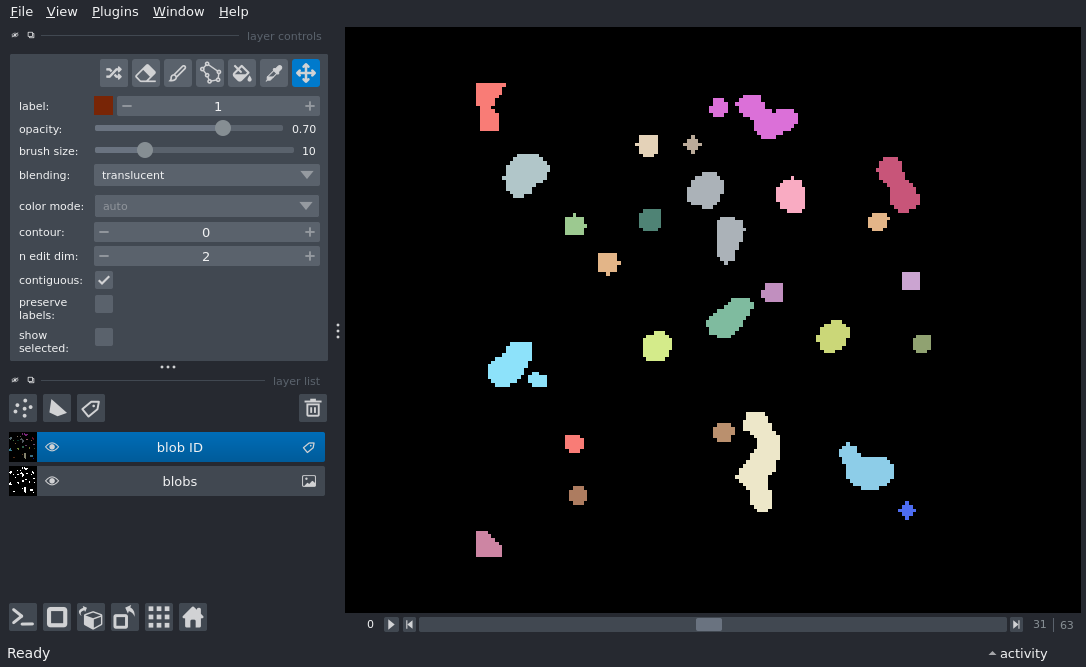 File View Plugins Window Help
layer controls
label: 1
opacity: 0.70
brush size: 10
blending: translucent
color mode: auto
contour: 0
n edit dim: 2
contiguous:
preserve
labels:
show
selected:
layer list
blob ID
blobs
0 31 | 63
Ready activity